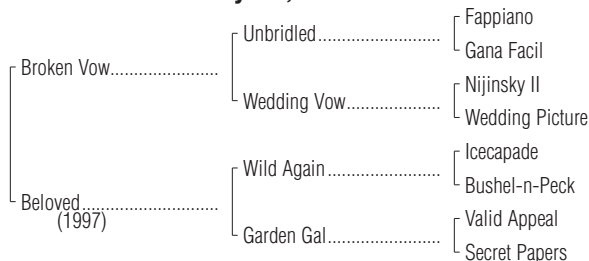 Fappiano
Unbridled
Gana Facil
Broken Vow
Nijinsky II
Wedding Vow
Wedding Picture
Icecapade
Wild Again
Bushel-n-Peck
Beloved
(1997)
Valid Appeal
Garden Gal
Secret Papers